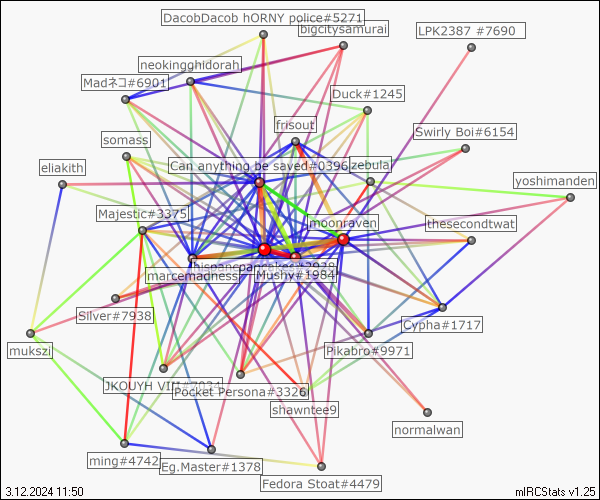 DacobDacob hORNY police#5271
bigcitysamurai
LPK2387 #7690
neokingghidorah
Madネコ#6901
Duck#1245
frisout
Swirly Boi#6154
somass
Can anything be saved#0396
zebula
eliakith
yoshimanden
Majestic#3375
moonraven
thesecondtwat
marcemadness
Mushy#1984
Silver#7938
Cypha#1717
mukszi
Pikabro#9971
JKOUYH VIII#7034
Pocket Persona#3326
shawntee9
normalwan
ming#4742
Eg.Master#1378
Fedora Stoat#4479
3.12.2024 11:50
mIRCStats v1.25